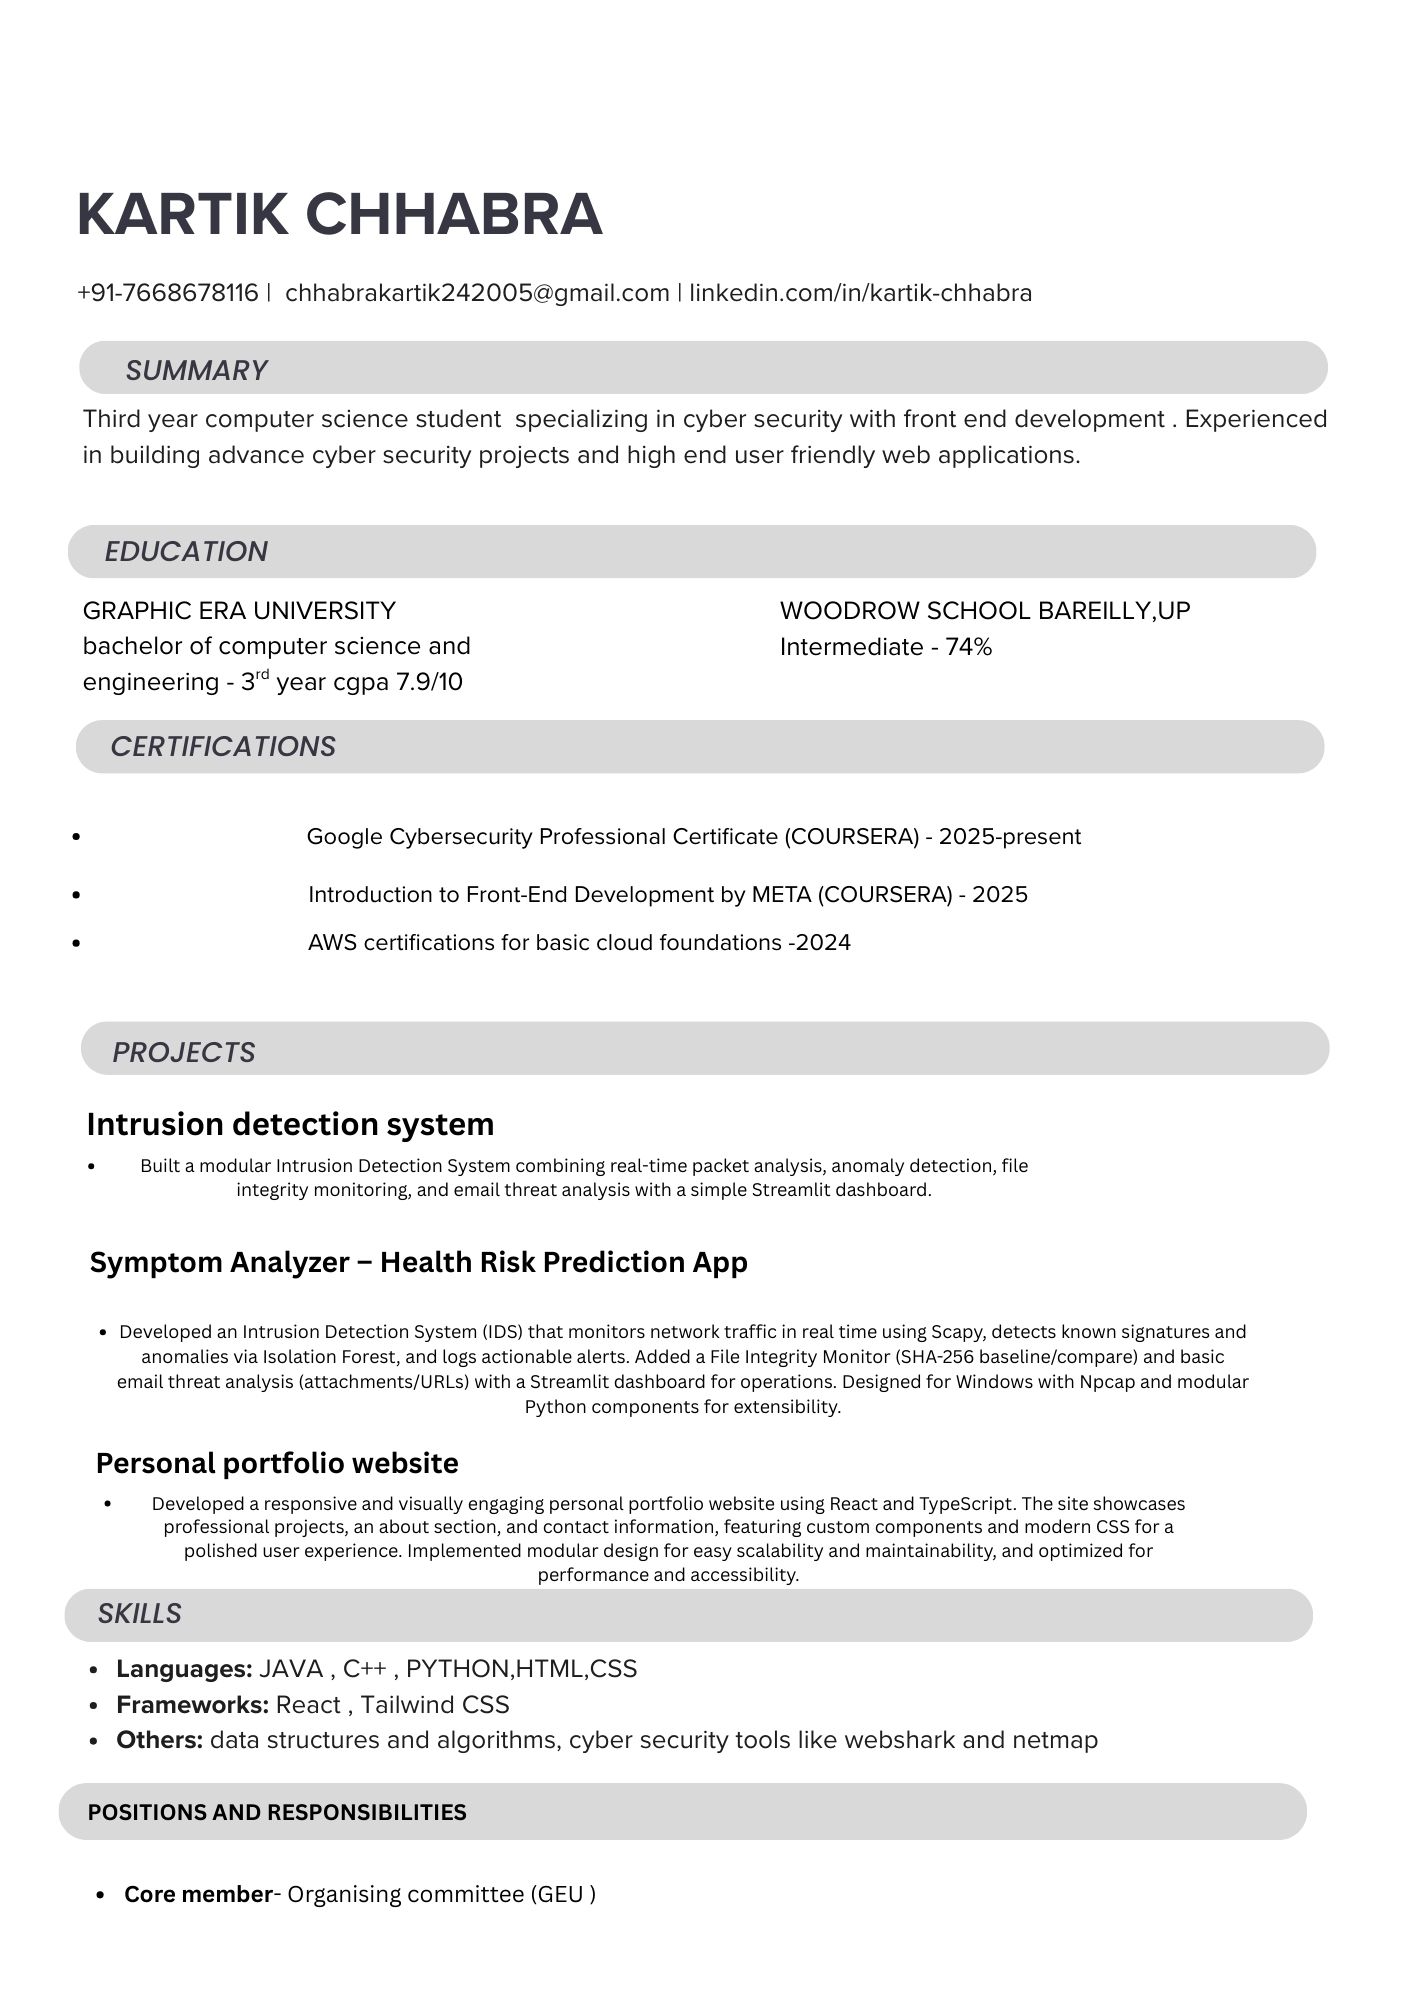 KARTIK CHHABRA
+91-7668678116 | chhabrakartik242005@gmail.com | linkedin.com/in/kartik-chhabra
SUMMARY
Third year computer science student specializing in cyber security with front end development . Experienced
in building advance cyber security projects and high end user friendly web applications.
EDUCATION
GRAPHIC ERA UNIVERSITY
bachelor of computer science and
engineering - 3rd year cgpa 7.9/10
WOODROW SCHOOL BAREILLY,UP
Intermediate - 74%
CERTIFICATIONS
• Google Cybersecurity Professional Certificate (COURSERA) - 2025-present
• Introduction to Front-End Development by META (COURSERA) - 2025
• AWS certifications for basic cloud foundations -2024
PROJECTS
Intrusion detection system
• Built a modular Intrusion Detection System combining real-time packet analysis, anomaly detection, file
integrity monitoring, and email threat analysis with a simple Streamlit dashboard.
Symptom Analyzer – Health Risk Prediction App
• Developed an Intrusion Detection System (IDS) that monitors network traffic in real time using Scapy, detects known signatures and
anomalies via Isolation Forest, and logs actionable alerts. Added a File Integrity Monitor (SHA-256 baseline/compare) and basic
email threat analysis (attachments/URLs) with a Streamlit dashboard for operations. Designed for Windows with Npcap and modular
Python components for extensibility.
Personal portfolio website
• Developed a responsive and visually engaging personal portfolio website using React and TypeScript. The site showcases
professional projects, an about section, and contact information, featuring custom components and modern CSS for a
polished user experience. Implemented modular design for easy scalability and maintainability, and optimized for
performance and accessibility.
SKILLS
• Languages: JAVA , C++ , PYTHON,HTML,CSS
• Frameworks: React , Tailwind CSS
• Others: data structures and algorithms, cyber security tools like webshark and netmap
POSITIONS AND RESPONSIBILITIES
• Core member- Organising committee (GEU )